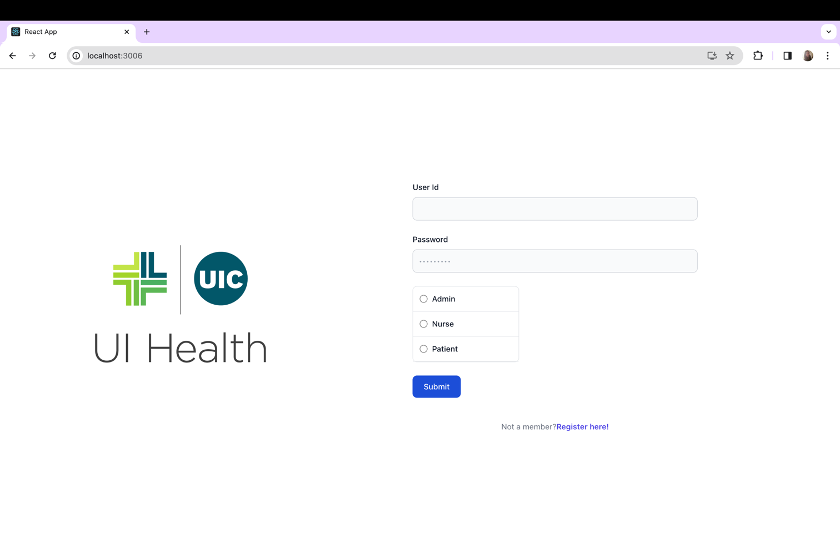 React App
localhost:3006
User Id
Password
UIC
Admin
Nurse
UI Health
Patient
Submit
Not a member?Register here!